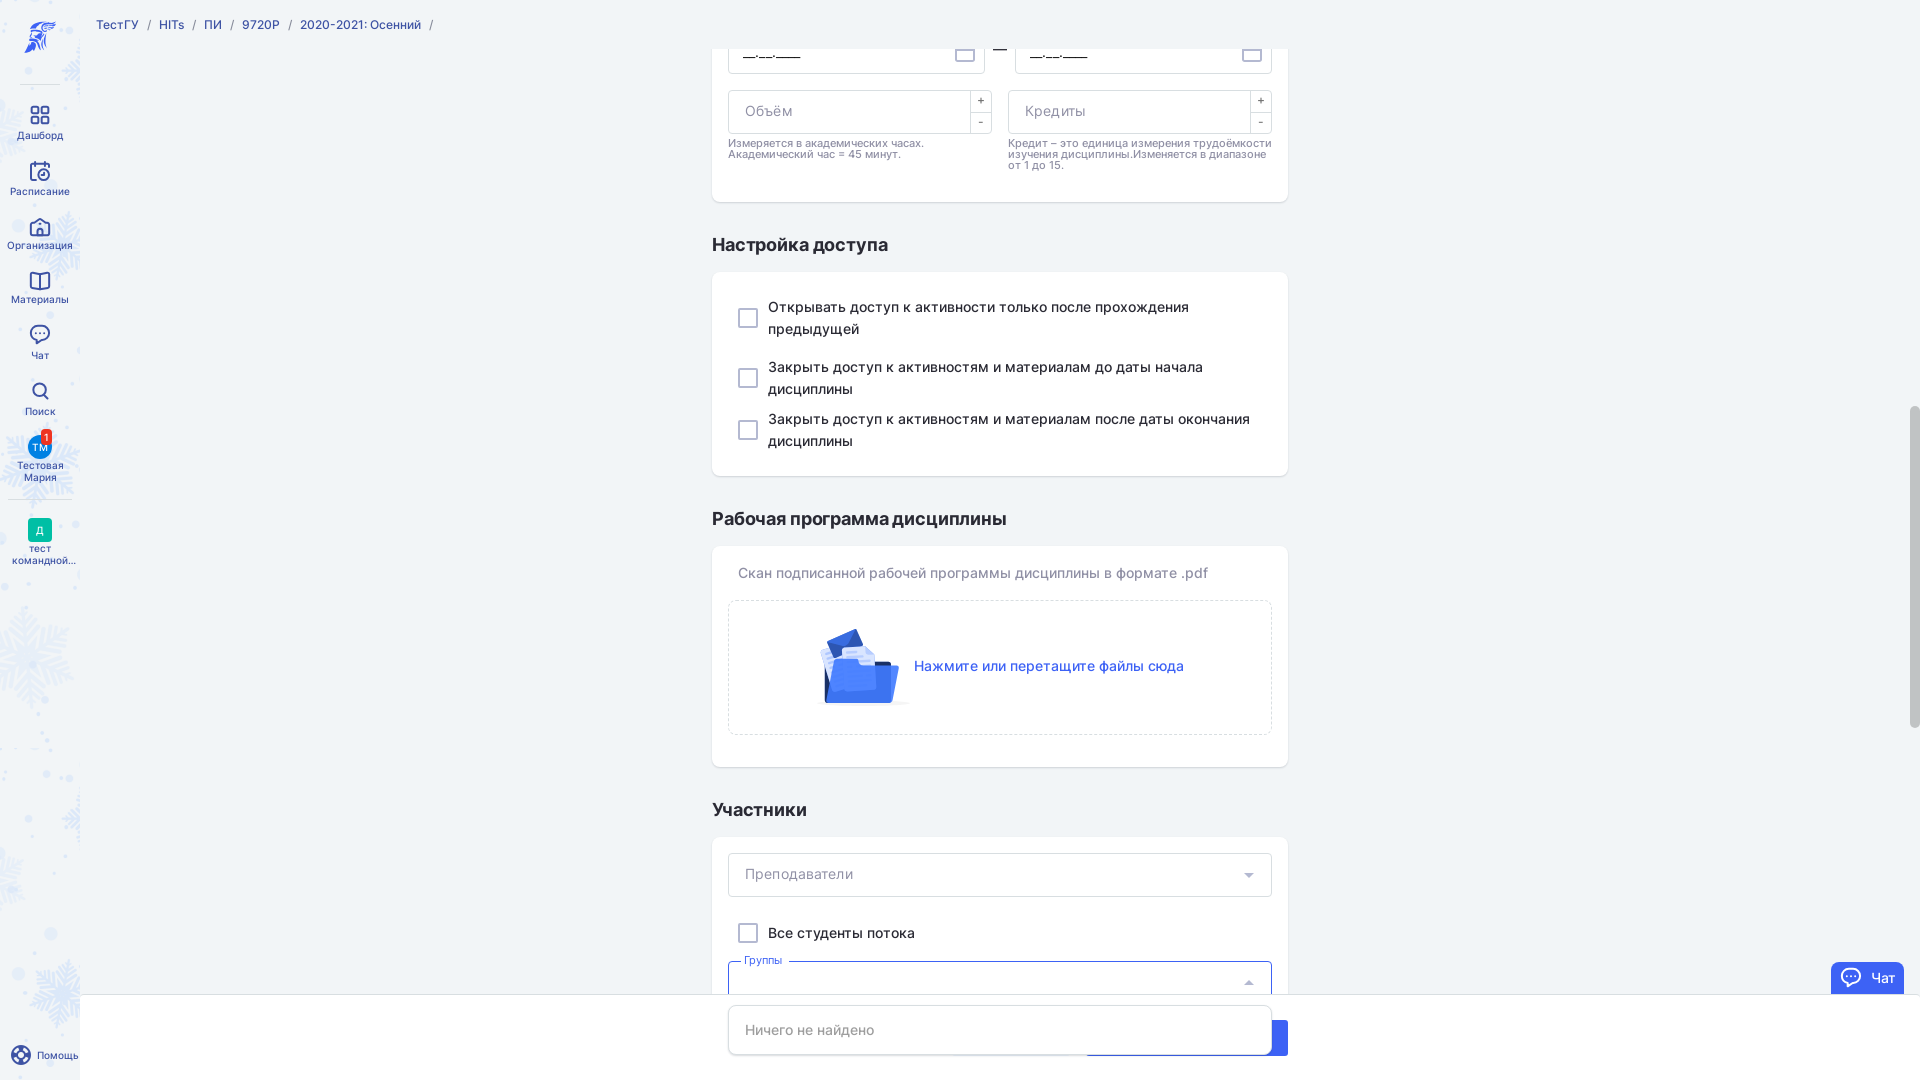 ТестГУ / HITs / ПИ / 9720Р / 2020-2021: Осенний /
Дашборд
Расписание
Организация
Материалы
Чат
Поиск
ТМ
1
Тестовая
Мария
Д
тест
командной...
Помощь
__.__.____
—
__.__.____
Объём
+
-
Кредиты
+
-
Измеряется в академических часах.
Академический час = 45 минут.
Кредит – это единица измерения трудоёмкости
изучения дисциплины.Изменяется в диапазоне
от 1 до 15.
Настройка доступа
Открывать доступ к активности только после прохождения
предыдущей
Закрыть доступ к активностям и материалам до даты начала
дисциплины
Закрыть доступ к активностям и материалам после даты окончания
дисциплины
Рабочая программа дисциплины
Скан подписанной рабочей программы дисциплины в формате .pdf
Нажмите или перетащите файлы сюда
Участники
Преподаватели
Все студенты потока
Группы
Ничего не найдено
Чат